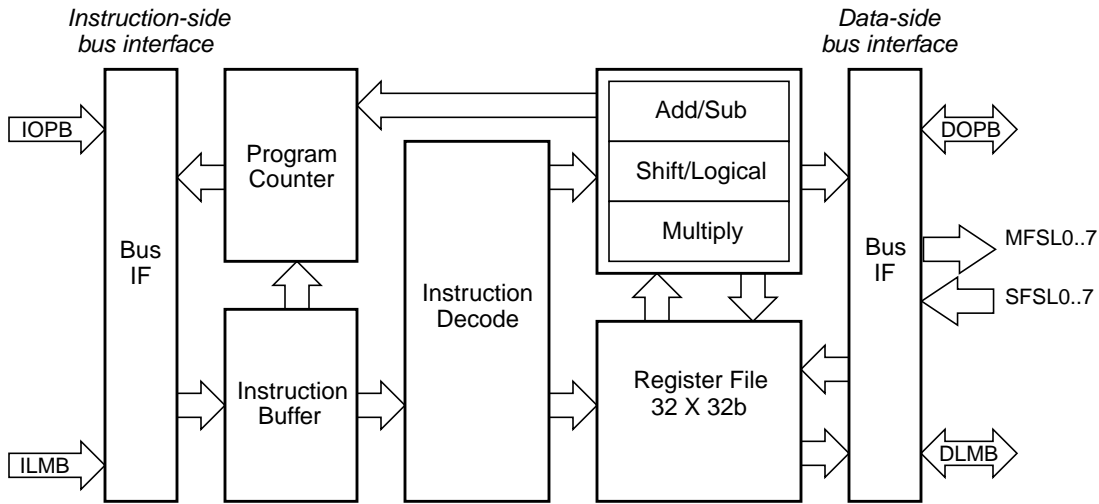 Instruction-side
bus interface
Data-side
bus interface
IOPB
Program
Counter
Add/Sub
Shift/Logical
Multiply
DOPB
Bus
IF
Instruction
Decode
Bus
IF
MFSL0..7
SFSL0..7
Instruction
Buffer
Register File
32 X 32b
ILMB
DLMB